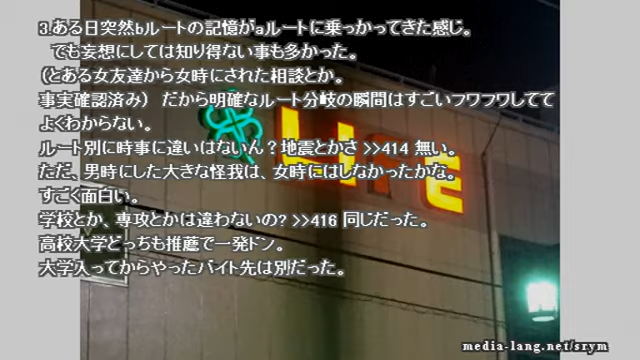 3.ある日突然bルートの記憶がaルートに乗っかってきた感じ。
でも妄想にしては知り得ない事も多かった。
（とある女友達から女時にされた相談とか。
事実確認済み） だから明確なルート分岐の瞬間はすごいフワフワしてて
よくわからない。
ルート別に時事に違いはないん？地震とかさ >>414 無い。
ただ、男時にした大きな怪我は、女時にはしなかったかな。
すごく面白い。
学校とか、専攻とかは違わないの? >>416 同じだった。
高校大学どっちも推薦で一発ドン。
大学入ってからやったバイト先は別だった。
LIFE
media-lang.net/srym